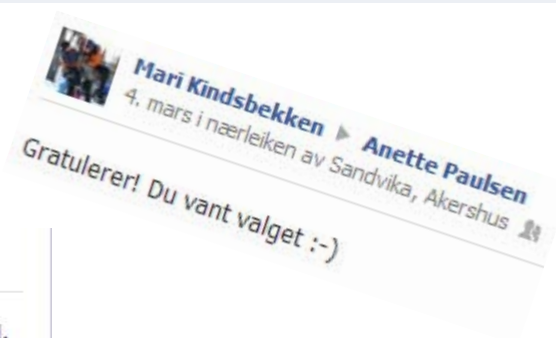 Mari Kindsbekken ▸ Anette Paulsen
4. mars i nærleiken av Sandvika, Akershus
Gratulerer! Du vant valget :-)